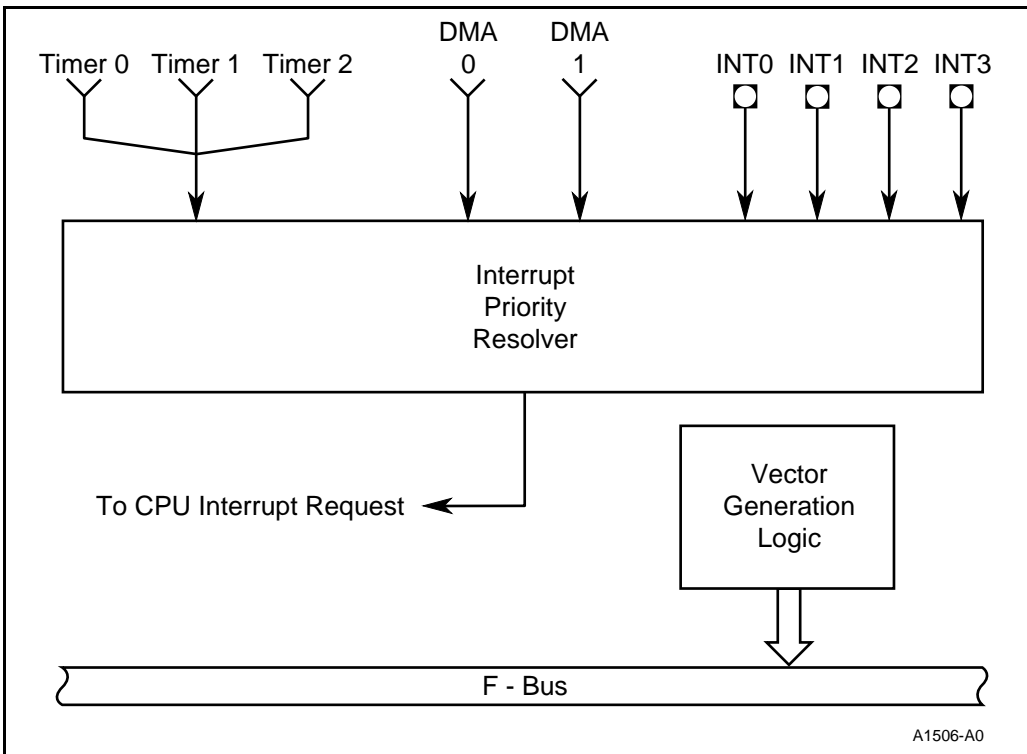 Timer 0 Timer 1 Timer 2
DMA
0
DMA
1
INT0 INT1 INT2 INT3
Interrupt
Priority
Resolver
To CPU Interrupt Request
Vector
Generation
Logic
F - Bus
A1506-A0